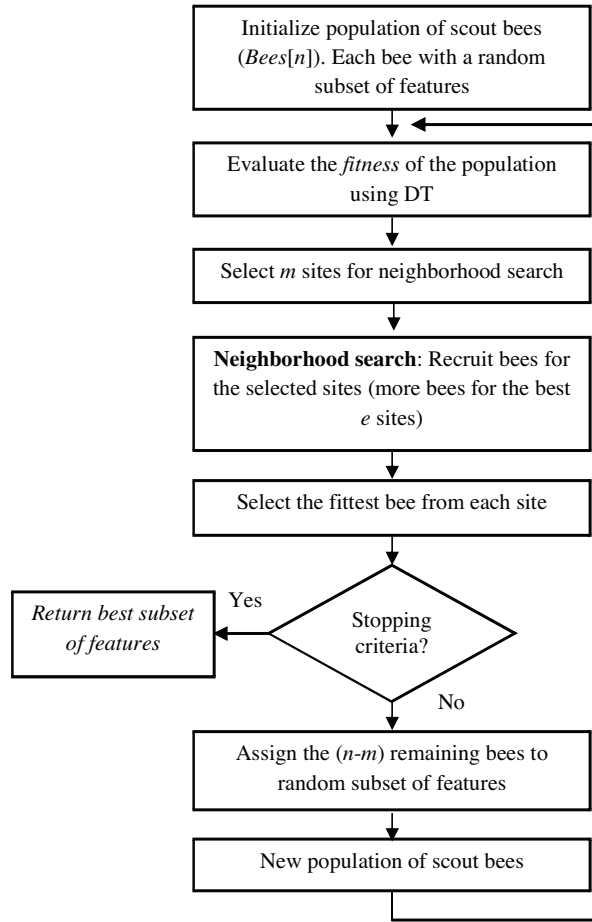 Initialize population of scout bees
(Bees[n]). Each bee with a random
subset of features
Evaluate the fitness of the population
using DT
Select m sites for neighborhood search
Neighborhood search: Recruit bees for
the selected sites (more bees for the best
e sites)
Select the fittest bee from each site
Stopping
criteria?
Yes
Return best subset
of features
No
Assign the (n-m) remaining bees to
random subset of features
New population of scout bees